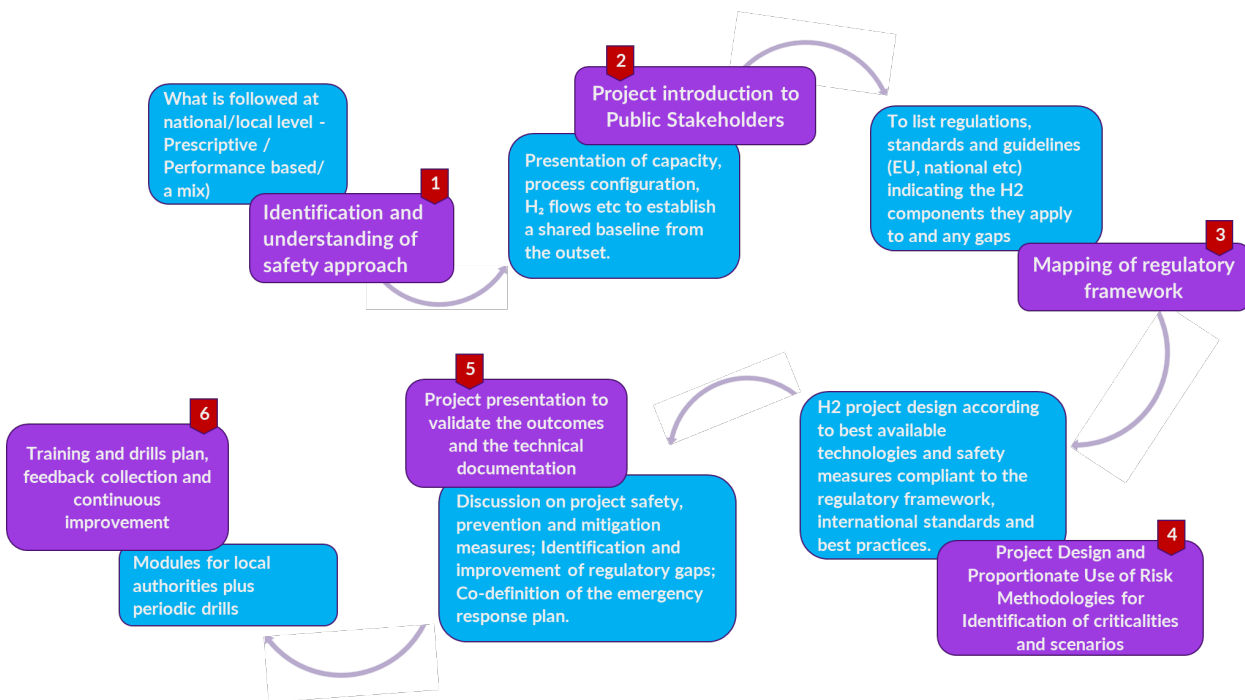 What is followed at
national/local level -
Prescriptive /
Performance based/
a mix)
1
Identification and
understanding of
safety approach
2
Project introduction to
Public Stakeholders
Presentation of capacity,
process configuration,
H₂ flows etc to establish
a shared baseline from
the outset.
To list regulations,
standards and guidelines
(EU, national etc)
indicating the H2
components they apply
to and any gaps
3
Mapping of regulatory
framework
H2 project design according
to best available
technologies and safety
measures compliant to the
regulatory framework,
international standards and
best practices.
4
Project Design and
Proportionate Use of Risk
Methodologies for
Identification of criticalities
and scenarios
5
Project presentation to
validate the outcomes
and the technical
documentation
Discussion on project safety,
prevention and mitigation
measures; Identification and
improvement of regulatory gaps;
Co-definition of the emergency
response plan.
6
Training and drills plan,
feedback collection and
continuous
improvement
Modules for local
authorities plus
periodic drills